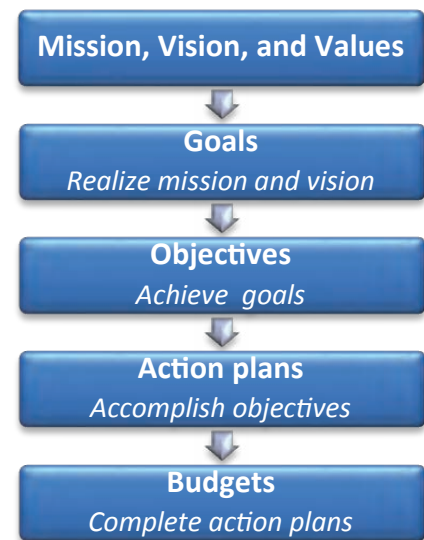 Mission, Vision, and Values
Goals
Realize mission and vision
Objectives
Achieve goals
Action plans
Accomplish objectives
Budgets
Complete action plans